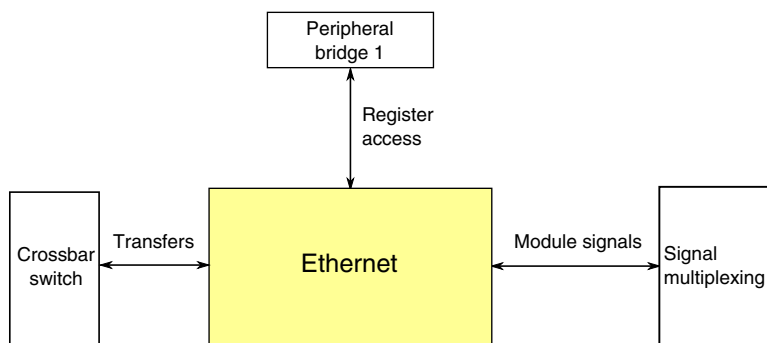 Peripheral
bridge 1
Register
access
Crossbar
switch
Transfers
Ethernet
Module signals
Signal
multiplexing